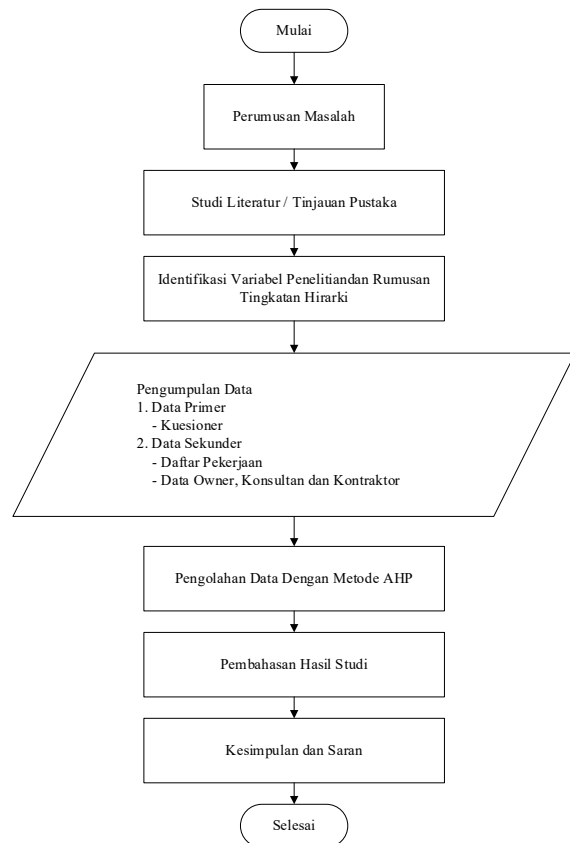 Mulai
Perumusan Masalah
Studi Literatur / Tinjauan Pustaka
Identifikasi Variabel Penelitiandan Rumusan
Tingkatan Hirarki
Pengumpulan Data
1. Data Primer
- Kuesioner
2. Data Sekunder
- Daftar Pekerjaan
- Data Owner, Konsultan dan Kontraktor
Pengolahan Data Dengan Metode AHP
Pembahasan Hasil Studi
Kesimpulan dan Saran
Selesai